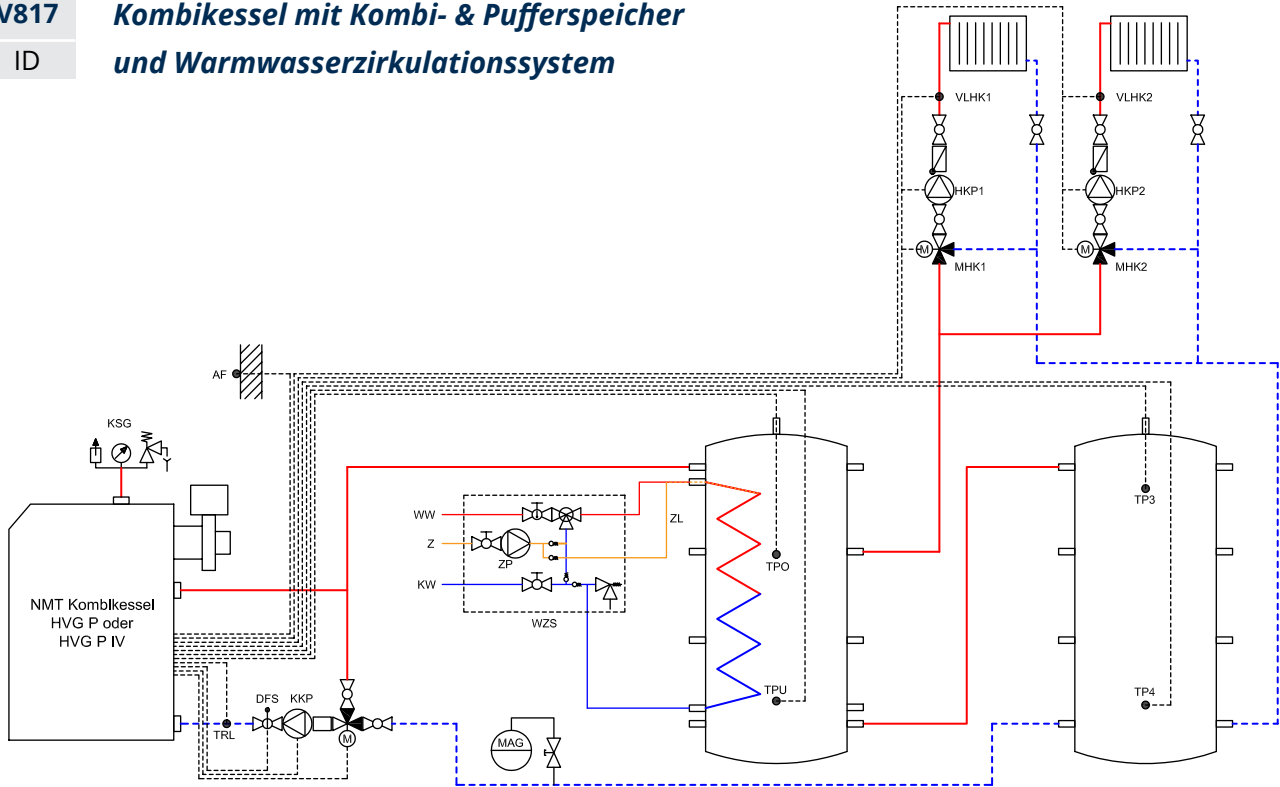 V817
Kombikessel mit Kombi- & Pufferspeicher
ID
und Warmwasserzirkulationssystem
VLHK1
VLHK2
HKP1
HKP2
M
M
MHK1
MHK2
AF
KSG
TP3
WW
ZL
Z
ZP
TPO
KW
NMT Kombikessel
HVG P oder
HVG P IV
WZS
TPU
TP4
DFS
KKP
TRL
M
MAG